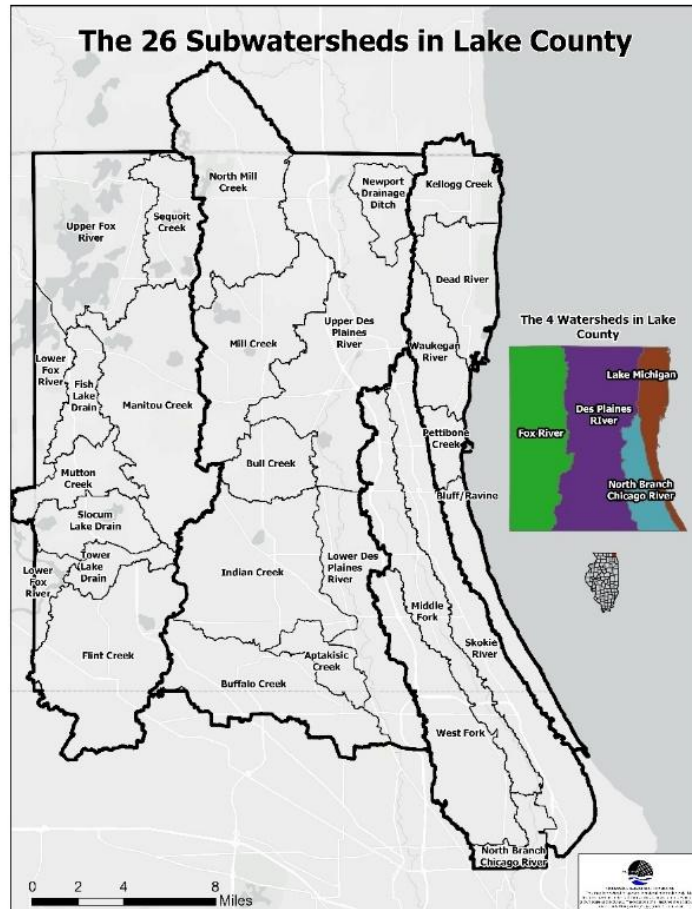 The 26 Subwatersheds in Lake County
North Mill
Creek
Newport
Drainage
Ditch
Kellogg Creek
Upper Fox
River
Sequoit
Creek
Dead River
The 4 Watersheds in Lake
County
Upper Des
Plaines
River
Mill Creek
Waukegan
River
Lower
Fox
River
Fish
Lake
Drain
Manitou Creek
Lake Michigan
Des Plaines
RIver
Fox River
North Branch
Chicago River
Pettibone
Creek
Bull Creek
Mutton
Creek
Bluff/Ravine
Slocum
Lake Drain
Tower
Lake
Drain
Lower
Fox
River
Indian Creek
Lower Des
Plaines
River
Middle
Fork
Skokie
River
Flint Creek
Aptakisic
Creek
Buffalo Creek
West Fork
North Branch
Chicago River
0 2 4 8
Miles